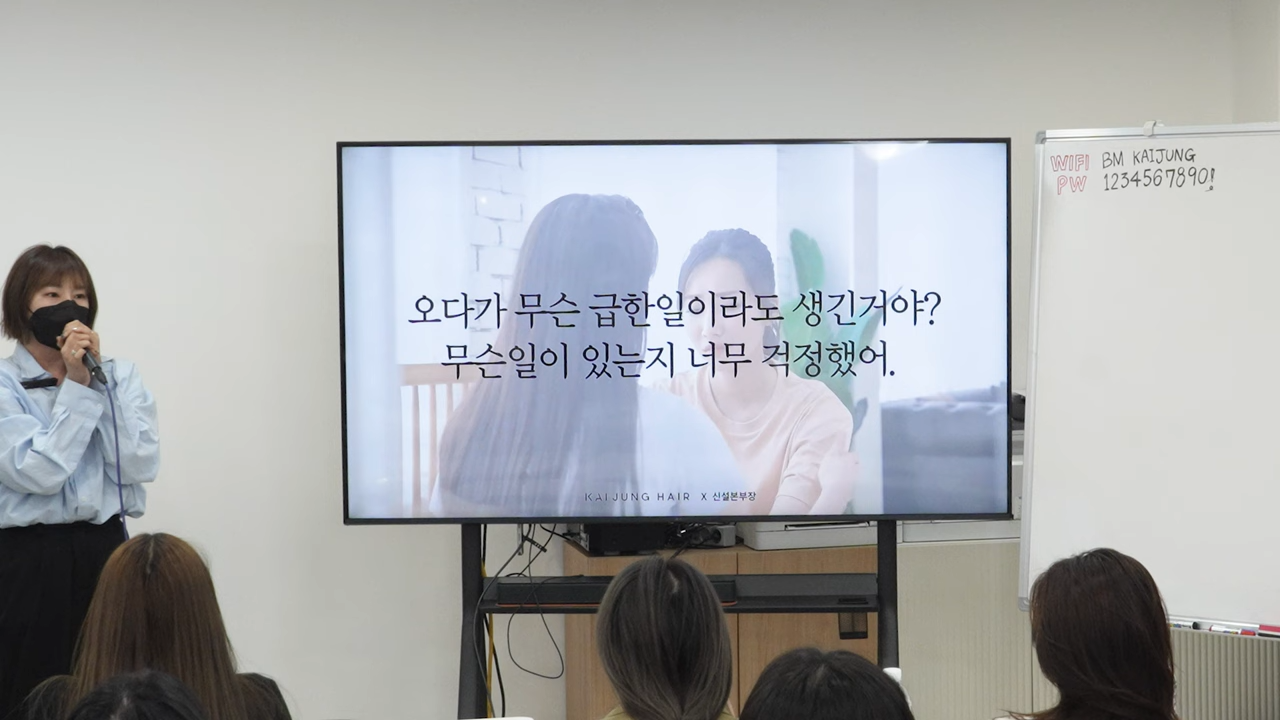 오다가 무슨 급한일이라도 생긴거야?
무슨일이 있는지 너무 걱정했어.
KAIJUNG HAIR X 신설본부장
WIFI BM KAIJUNG
PW 1234567890!